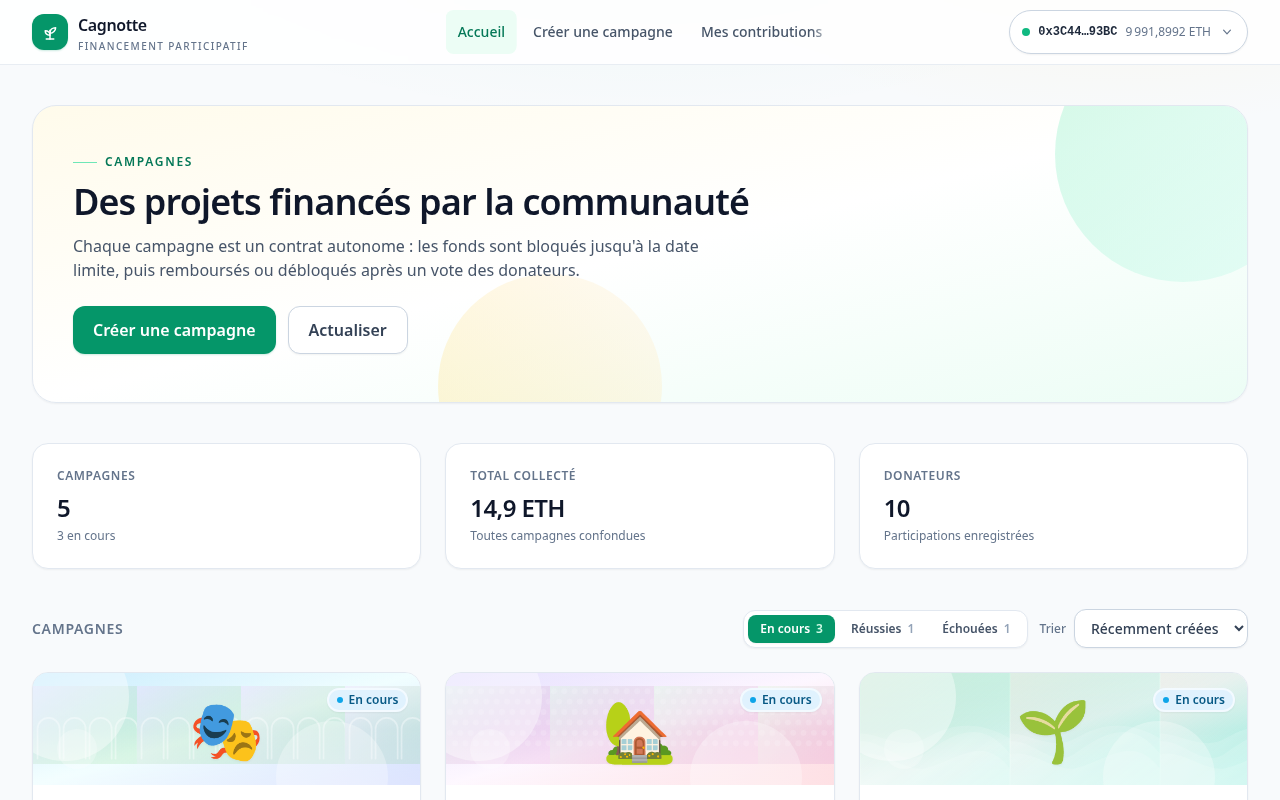 Cagnotte
FINANCEMENT PARTICIPATIF
Accueil
Créer une campagne
Mes contributions
0x3C44…93BC 9 991,8992 ETH
CAMPAGNES
Des projets financés par la communauté
Chaque campagne est un contrat autonome : les fonds sont bloqués jusqu'à la date
limite, puis remboursés ou débloqués après un vote des donateurs.
Créer une campagne
Actualiser
CAMPAGNES
5
3 en cours
TOTAL COLLECTÉ
14,9 ETH
Toutes campagnes confondues
DONATEURS
10
Participations enregistrées
CAMPAGNES
En cours 3
Réussies 1
Échouées 1
Trier
Récemment créées
En cours
En cours
En cours